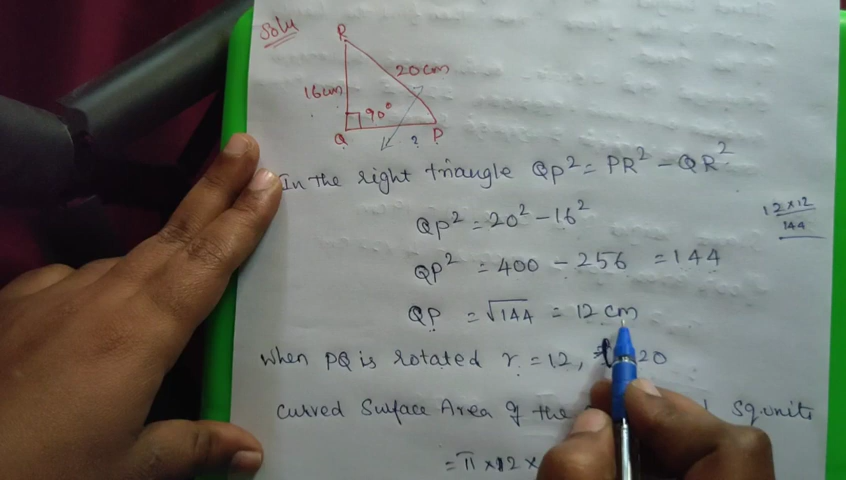 Solu
R
20cm
16cm
90°
Q
?
P
In the right triangle QP² = PR² - QR²
12×12
144
QP² = 20² - 16²
QP² = 400 - 256 = 144
QP = √144 = 12 cm
When PQ is rotated r = 12, 20
Curved Surface Area of the Sq.units
= π × 12 ×